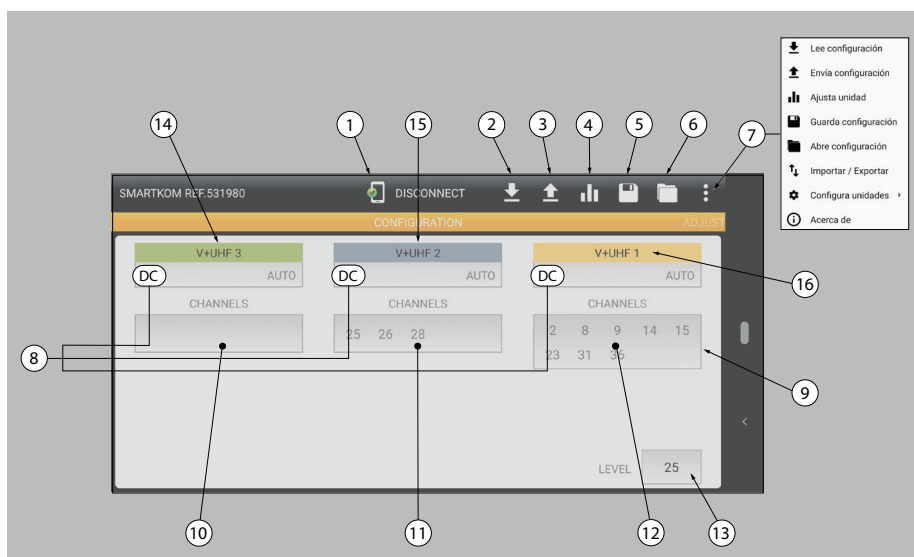 Lee configuración
Envía configuración
Ajusta unidad
Guarda configuración
Abre configuración
Importar / Exportar
Configura unidades
Acerca de
14 1 15 2 3 4 5 6 7
SMARTKOM REF.531980 DISCONNECT
CONFIGURATION ADJUST
V+UHF 3 V+UHF 2 V+UHF 1
DC AUTO DC AUTO DC AUTO
16
CHANNELS CHANNELS CHANNELS
25 26 28
2 8 9 14 15
23 31 36
8
9
LEVEL 25
10 11 12 13